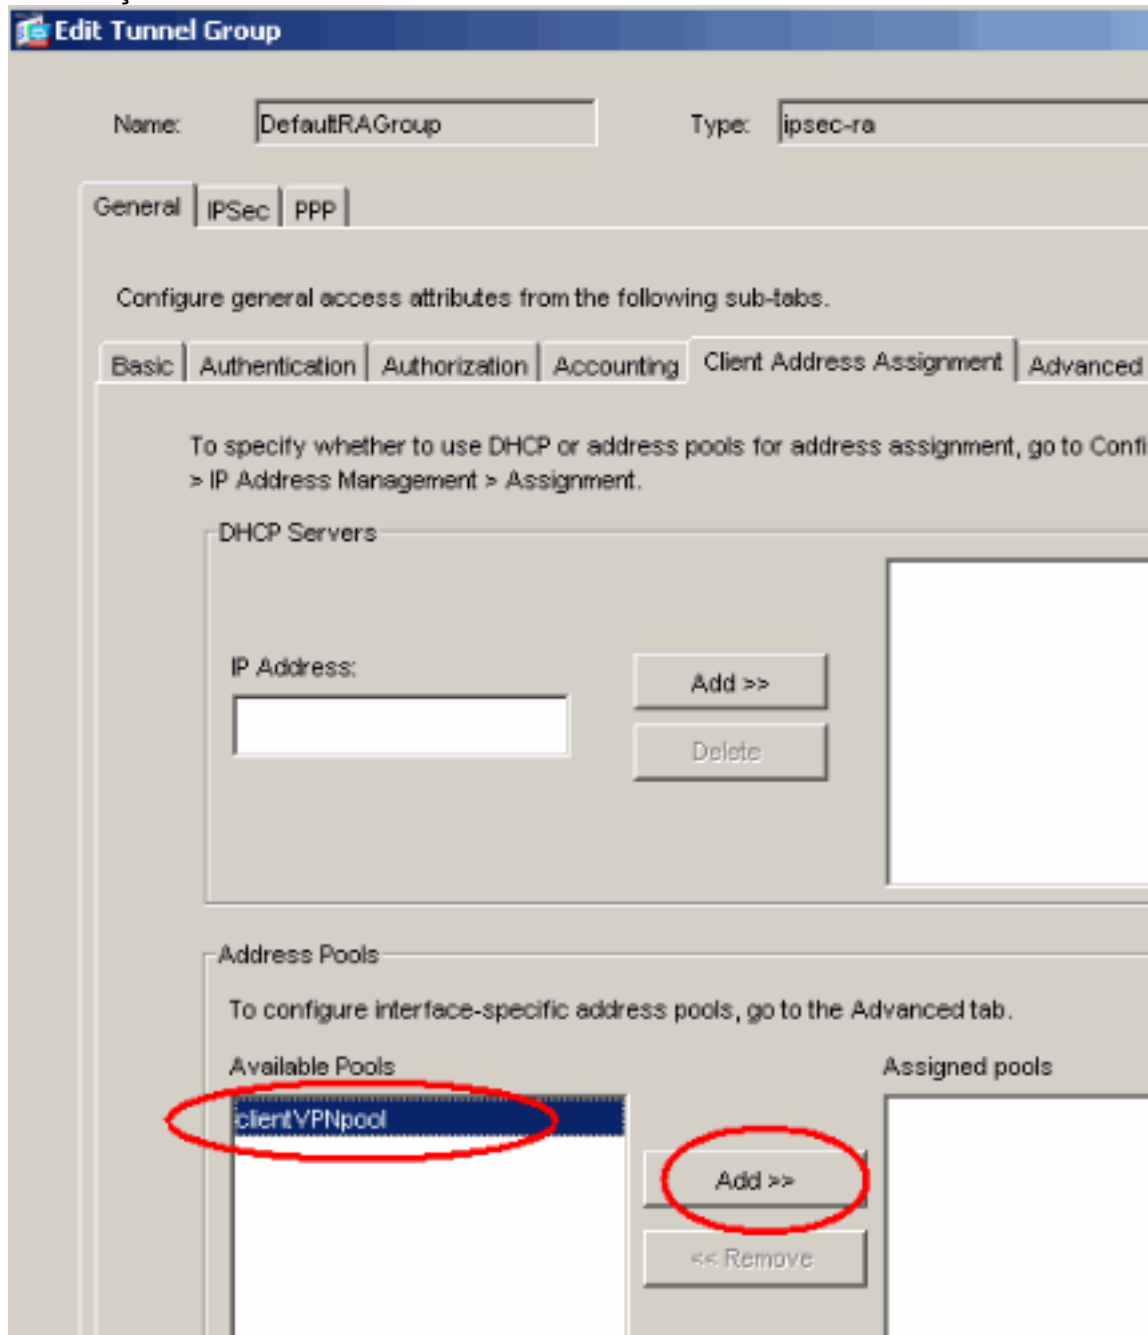 Edit Tunnel Group
Name: DefaultRAGroup Type: ipsec-ra
General IPSec PPP
Configure general access attributes from the following sub-tabs.
Basic Authentication Authorization Accounting Client Address Assignment Advanced
To specify whether to use DHCP or address pools for address assignment, go to Confi
> IP Address Management > Assignment.
DHCP Servers
IP Address:
Add >>
Delete
Address Pools
To configure interface-specific address pools, go to the Advanced tab.
Available Pools Assigned pools
clientVPNpool
Add >>
<< Remove